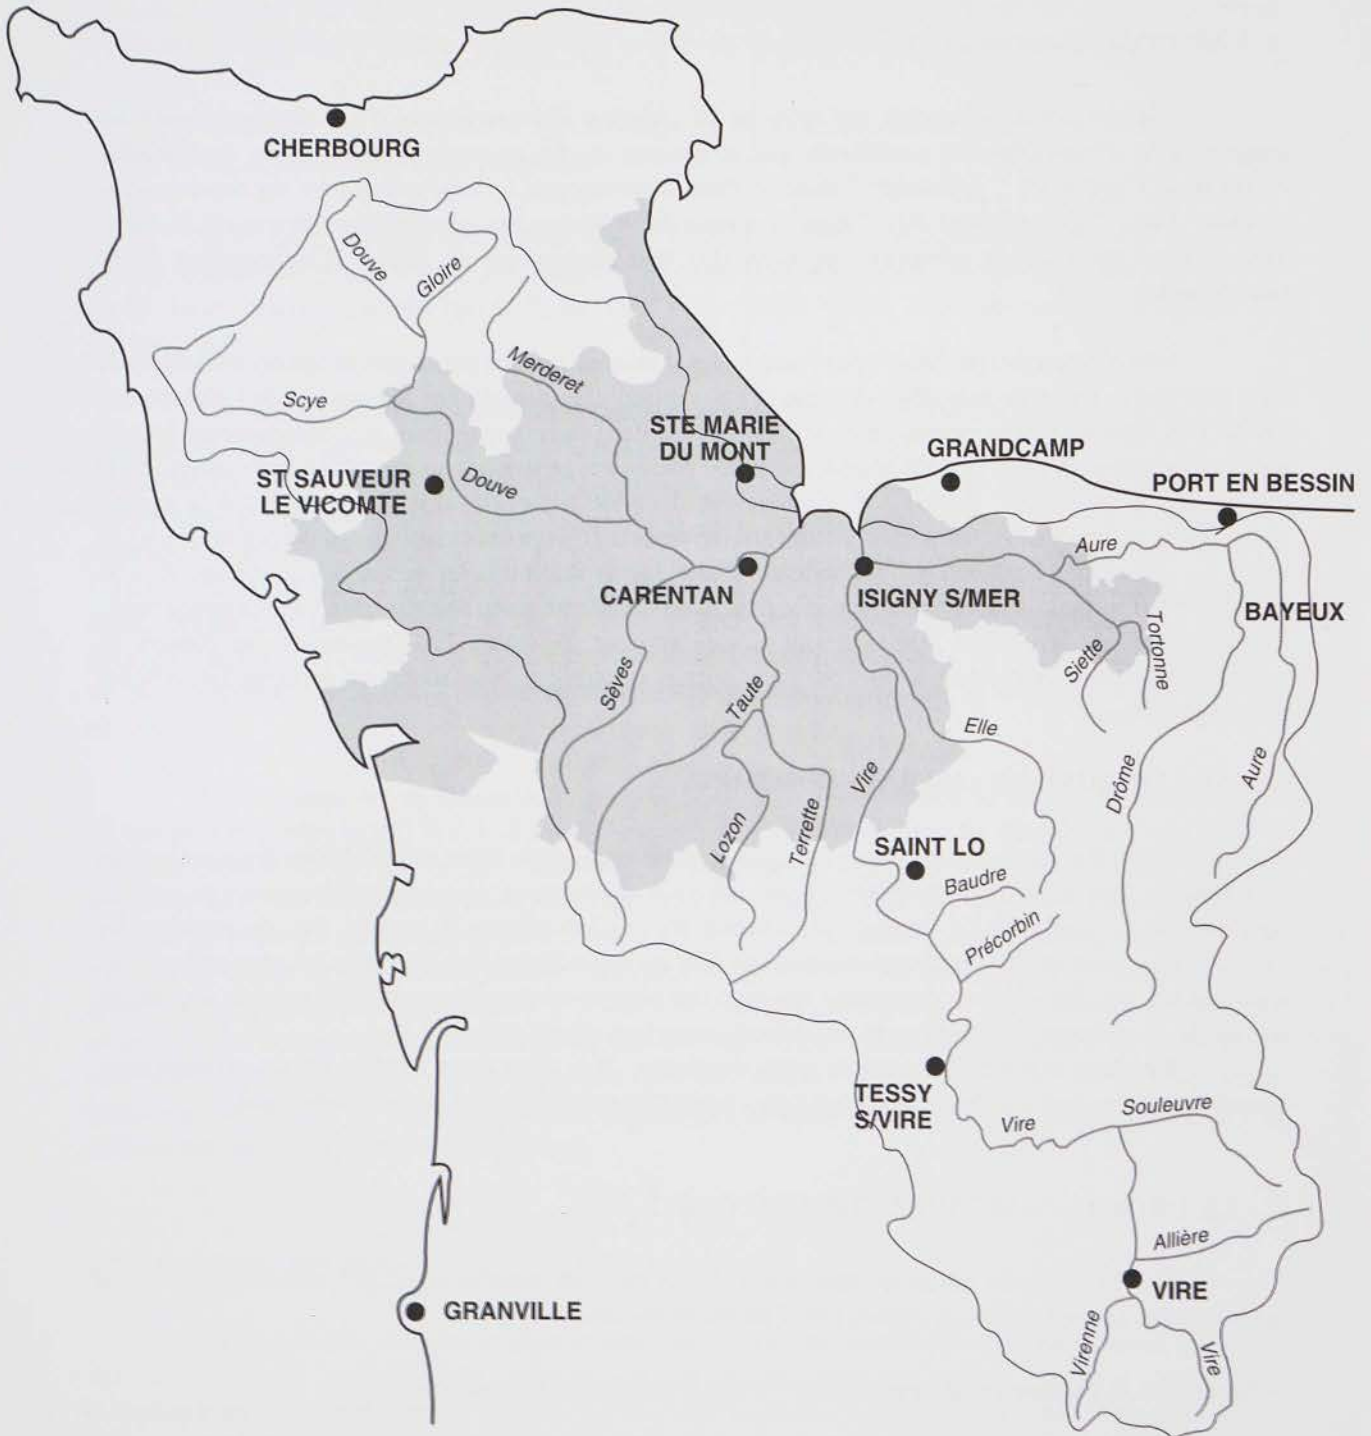 CHERBOURG
Douve
Gloire
Merderet
Scye
STE MARIE
DU MONT
GRANDCAMP
PORT EN BESSIN
ST SAUVEUR
LE VICOMTE
Douve
Aure
CARENTAN
ISIGNY S/MER
BAYEUX
Tortonne
Siette
Sèves
Taute
Elle
Vire
Drôme
Aure
Lozon
Terrette
SAINT LO
Baudre
Précorbin
TESSY
S/VIRE
Vire
Souleuvre
Allière
VIRE
GRANVILLE
Virenne
Vire